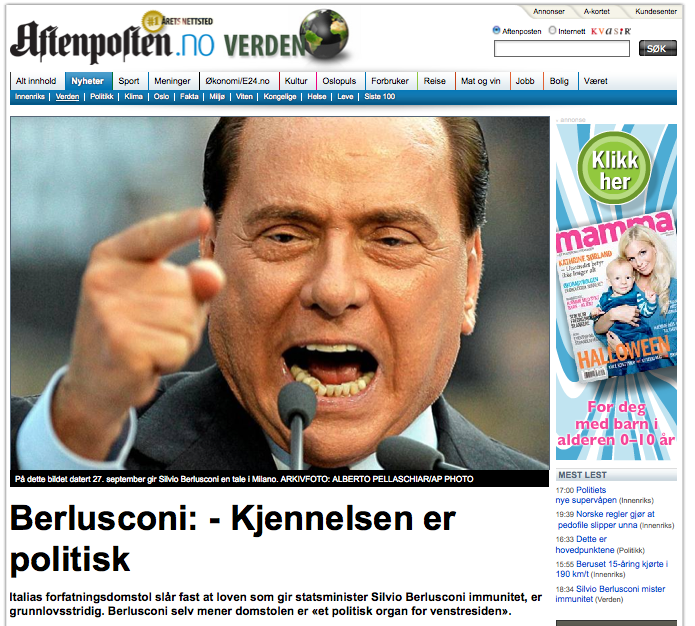 Annonser
A-kortet
Kundesenter
#1 ÅRETS NETTSTED
Aftenposten.no VERDEN
Aftenposten Internett KVASIR
SØK
Alt innhold Nyheter Sport Meninger Økonomi/E24.no Kultur Oslopuls Forbruker Reise Mat og vin Jobb Bolig Været
Innenriks Verden Politikk Klima Oslo Fakta Miljø Viten Kongelige Helse Leve Siste 100
annonse
Klikk
her
mamma
KATHRINE SØRLAND
HALLOWEEN
For deg
med barn i
alderen 0–10 år
På dette bildet datert 27. september gir Silvio Berlusconi en tale i Milano. ARKIVFOTO: ALBERTO PELLASCHIAR/AP PHOTO
Berlusconi: - Kjennelsen er
politisk
Italias forfatningsdomstol slår fast at loven som gir statsminister Silvio Berlusconi immunitet, er
grunnlovsstridig. Berlusconi selv mener domstolen er «et politisk organ for venstresiden».
MEST LEST
17:00 Politiets
nye supervåpen (Innenriks)
19:39 Norske regler gjør at
pedofile slipper unna (Innenriks)
16:33 Dette er
hovedpunktene (Politikk)
15:55 Beruset 15-åring kjørte i
190 km/t (Innenriks)
18:34 Silvio Berlusconi mister
immunitet (Verden)